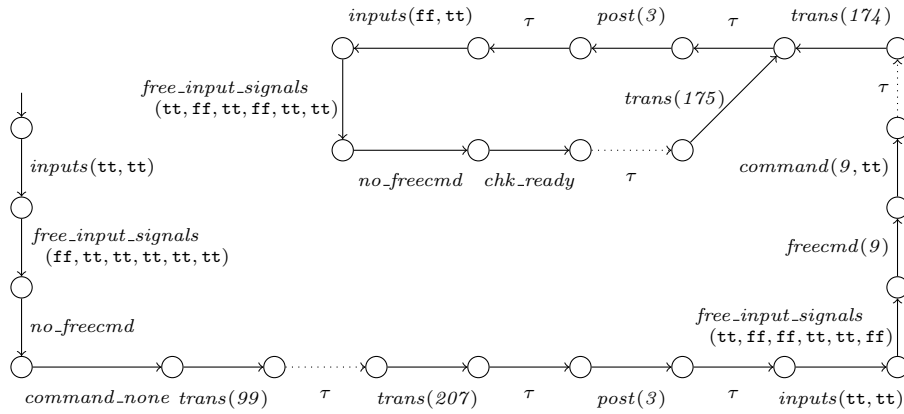 inputs(ff, tt) τ post(3) τ trans(174)
free_input_signals
(tt, ff, tt, ff, tt, tt)
trans(175)
τ
no_freecmd chk_ready τ
command(9, tt)
inputs(tt, tt)
free_input_signals
(ff, tt, tt, tt, tt, tt)
freecmd(9)
no_freecmd
free_input_signals
(tt, ff, ff, tt, tt, ff)
command_none trans(99) τ trans(207) τ post(3) τ inputs(tt, tt)